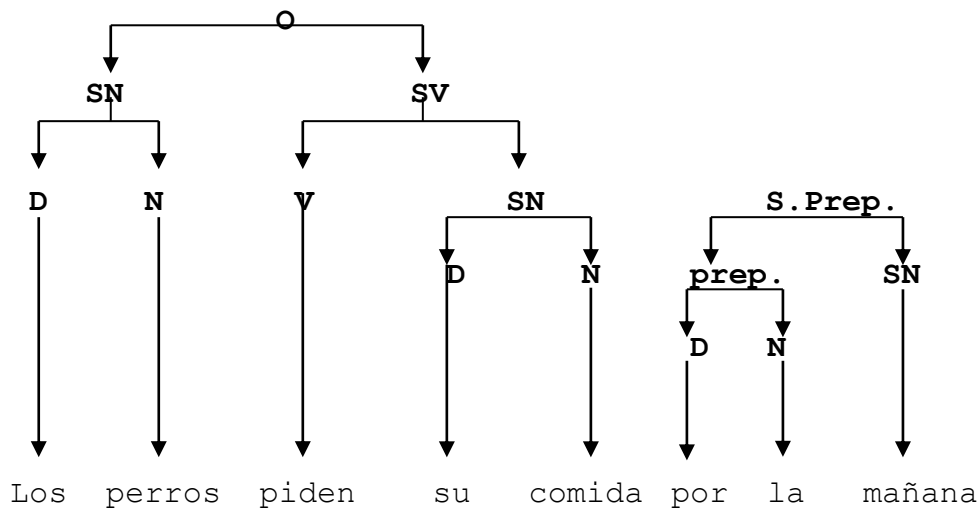 O
SN SV
D N V SN S.Prep.
D N prep. SN
D N
Los perros piden su comida por la mañana